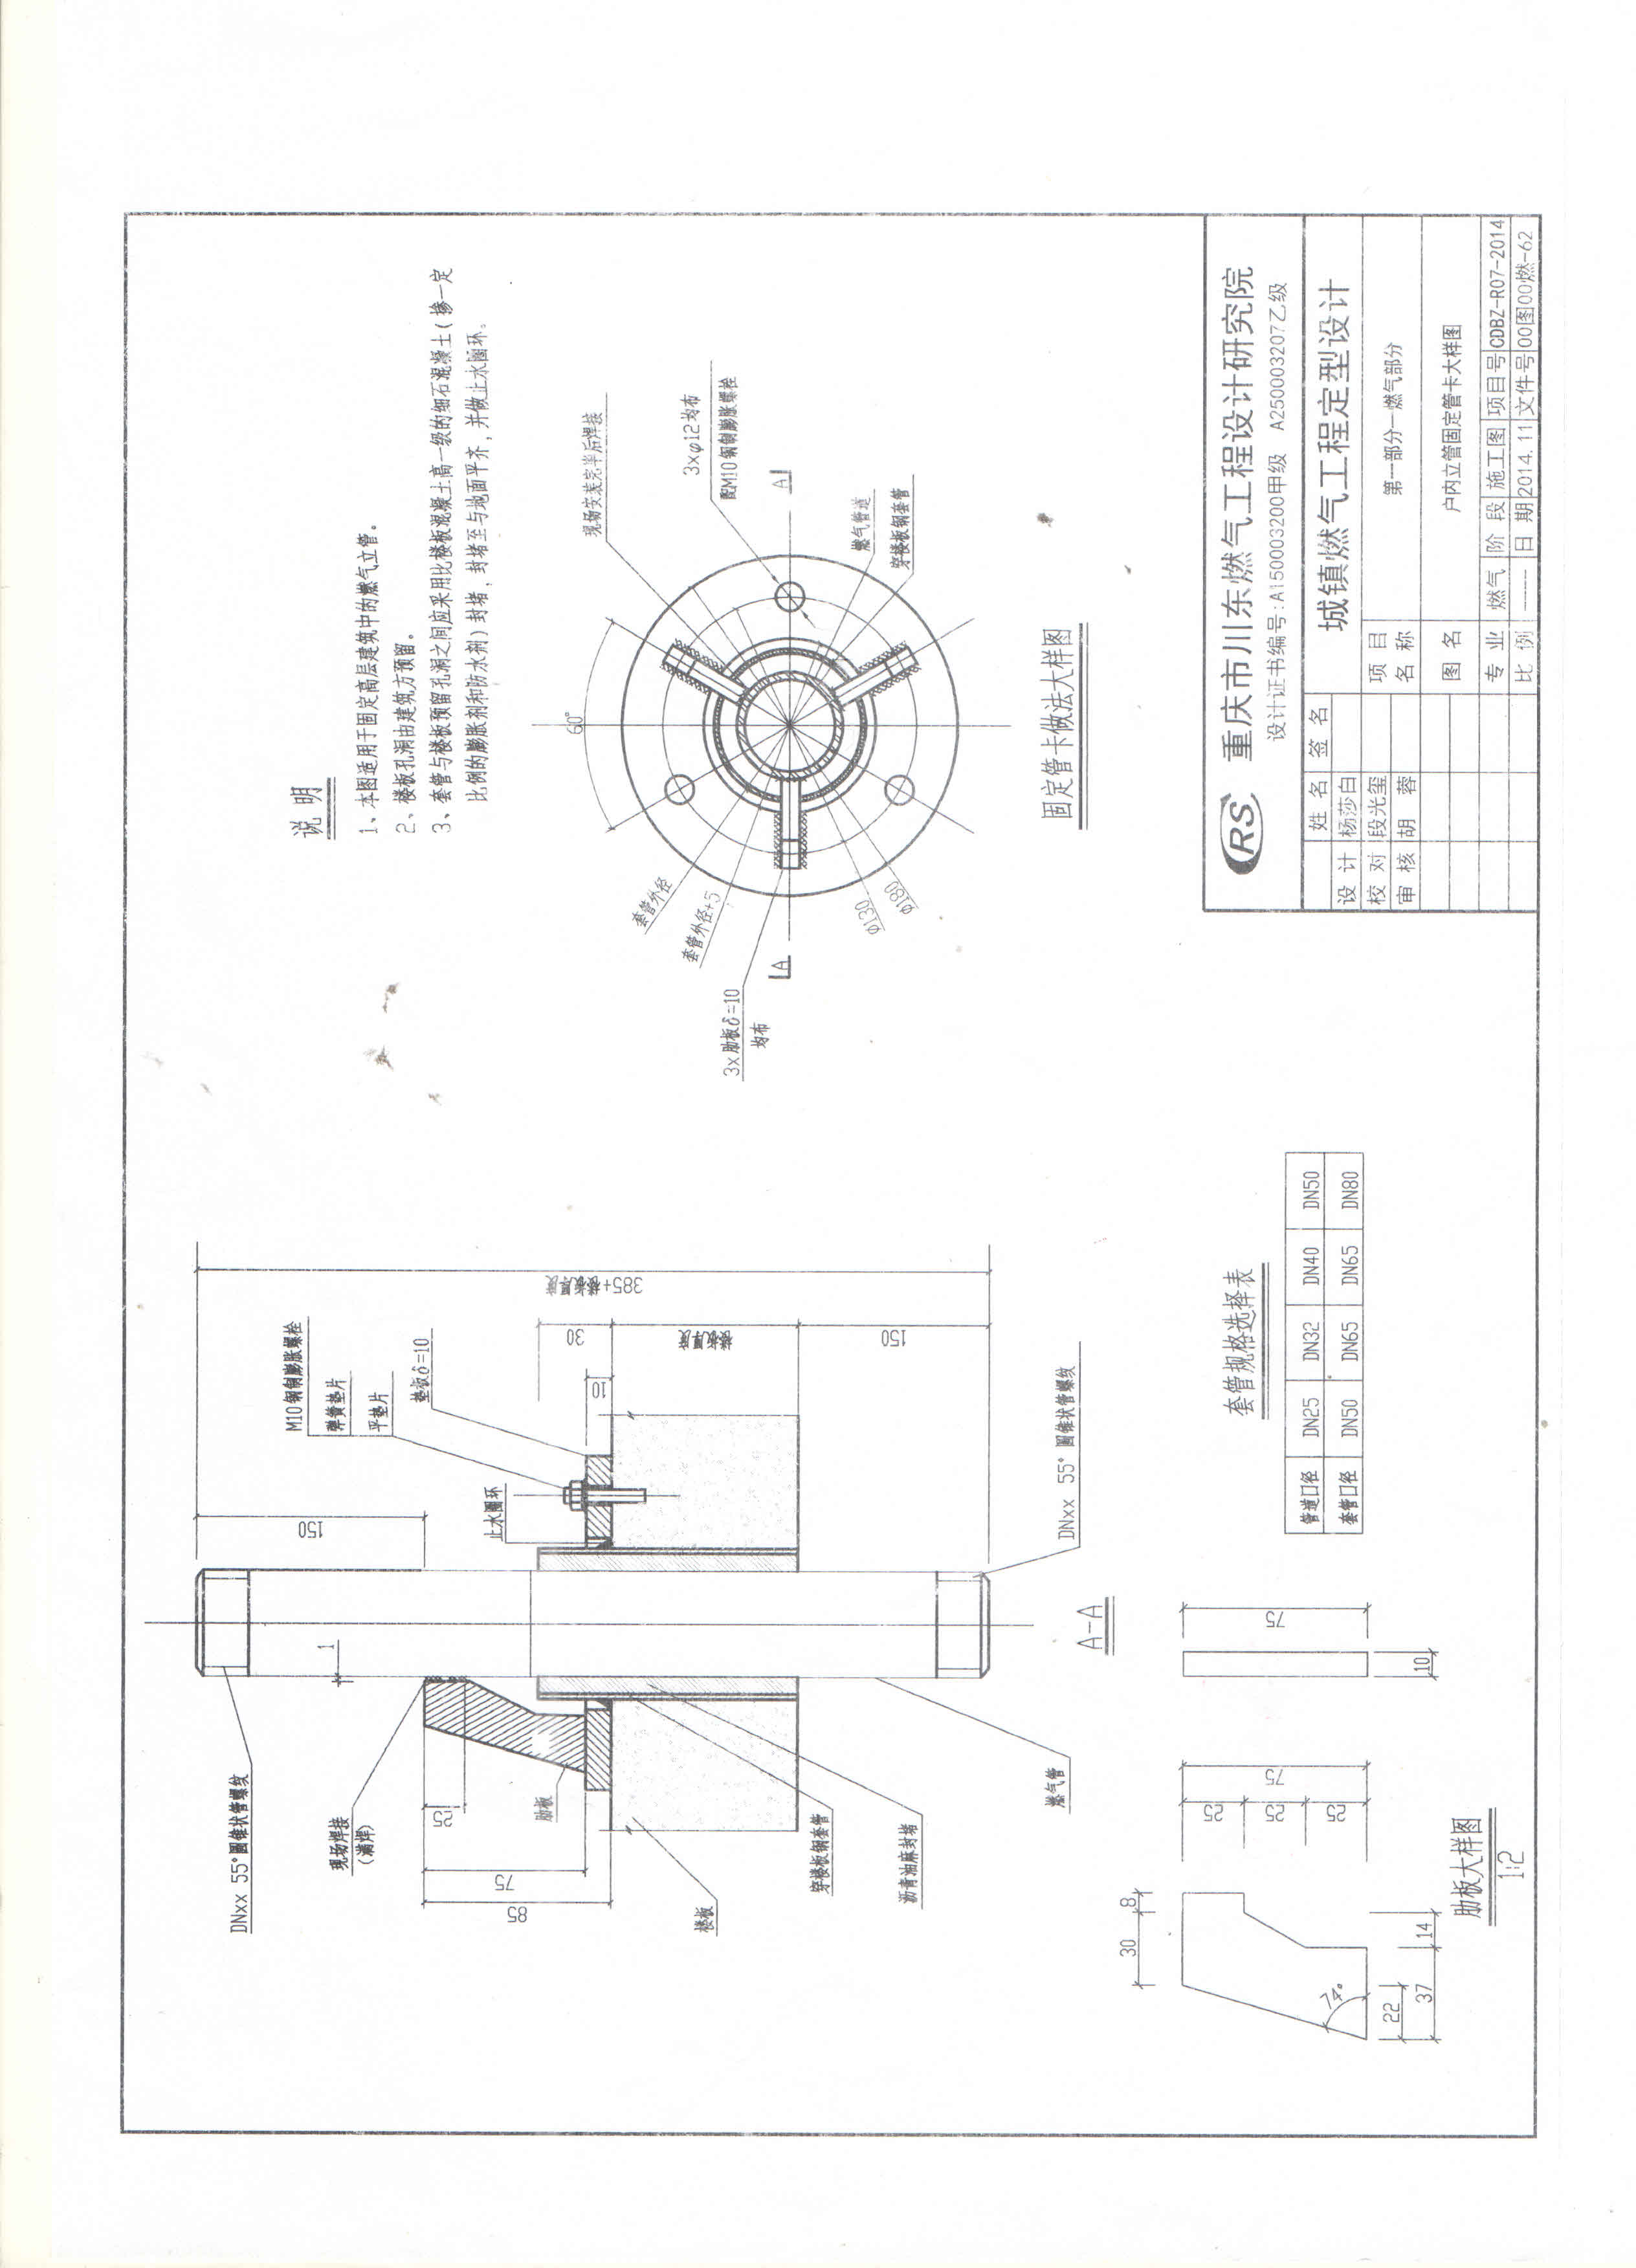 DNxx 55°圆锥状管螺纹
现场焊接
(满焊)
25
75
85
肋板
楼板
1
150
M10钢制膨胀螺栓
弹簧垫片
平垫片
垫板δ=10
止水圈环
10
30
楼板厚度
150
385+楼板厚度
穿楼板钢套管
沥青油麻封堵
燃气管
DNxx 55°圆锥状管螺纹
A-A
30
8
25
25
25
75
74°
22
37
14
75
10
肋板大样图
1:2
套管规格选择表
管道口径 DN25 DN32 DN40 DN50
套管口径 DN50 DN65 DN65 DN80
说明
1、本图适用于固定高层建筑中的燃气立管。
2、楼板孔洞由建筑方预留。
3、套管与楼板预留孔洞之间应采用比楼板混凝土高一级的细石混凝土(掺一定
比例的膨胀剂和防水剂)封堵,封堵至与地面平齐,并做止水圈环。
60°
现场安装完毕后焊接
3xφ12均布
配M10钢制膨胀螺栓
套管外径
套管外径+5
3x肋板δ=10
均布
A
A
φ130
φ180
燃气管道
穿楼板钢套管
固定管卡做法大样图
CRS 重庆市川东燃气工程设计研究院
设计证书编号:A150003200甲级 A250003207乙级
姓名 签名 城镇燃气工程定型设计
设计 杨莎白
校对 段光玺
审核 胡蓉
项目名称 第一部分—燃气部分
图名 户内立管固定管卡大样图
专业 燃气 阶段 施工图 项目号 CDBZ-R07-2014
比例 ------ 日期 2014.11 文件号 00图00燃-62